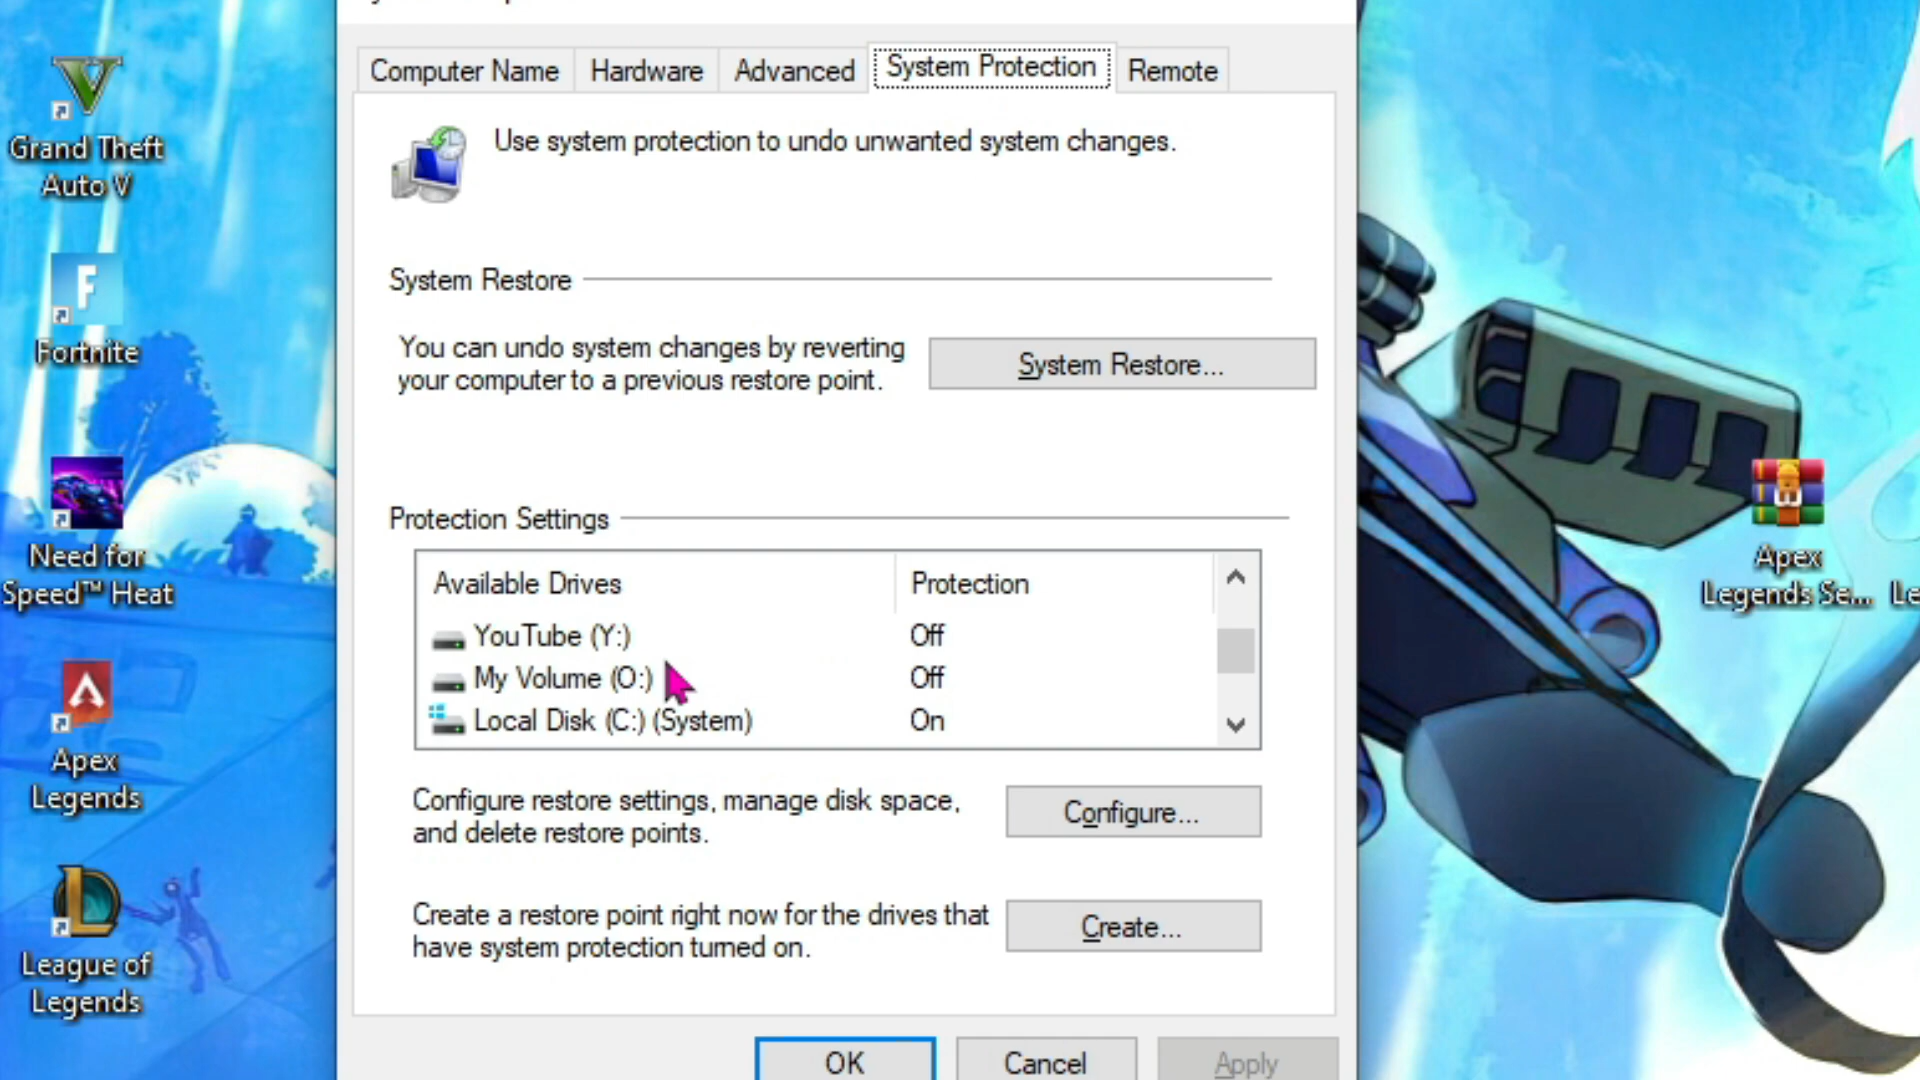 Computer Name
Hardware
Advanced
System Protection
Remote
Use system protection to undo unwanted system changes.
System Restore
You can undo system changes by reverting
your computer to a previous restore point.
System Restore...
Protection Settings
Available Drives
Protection
YouTube (Y:)
Off
My Volume (O:)
Off
Local Disk (C:) (System)
On
Configure restore settings, manage disk space,
and delete restore points.
Configure...
Create a restore point right now for the drives that
have system protection turned on.
Create...
OK
Cancel
Apply
Grand Theft
Auto V
Fortnite
Need for
Speed™ Heat
Apex
Legends
League of
Legends
Apex
Legends Se...
Le